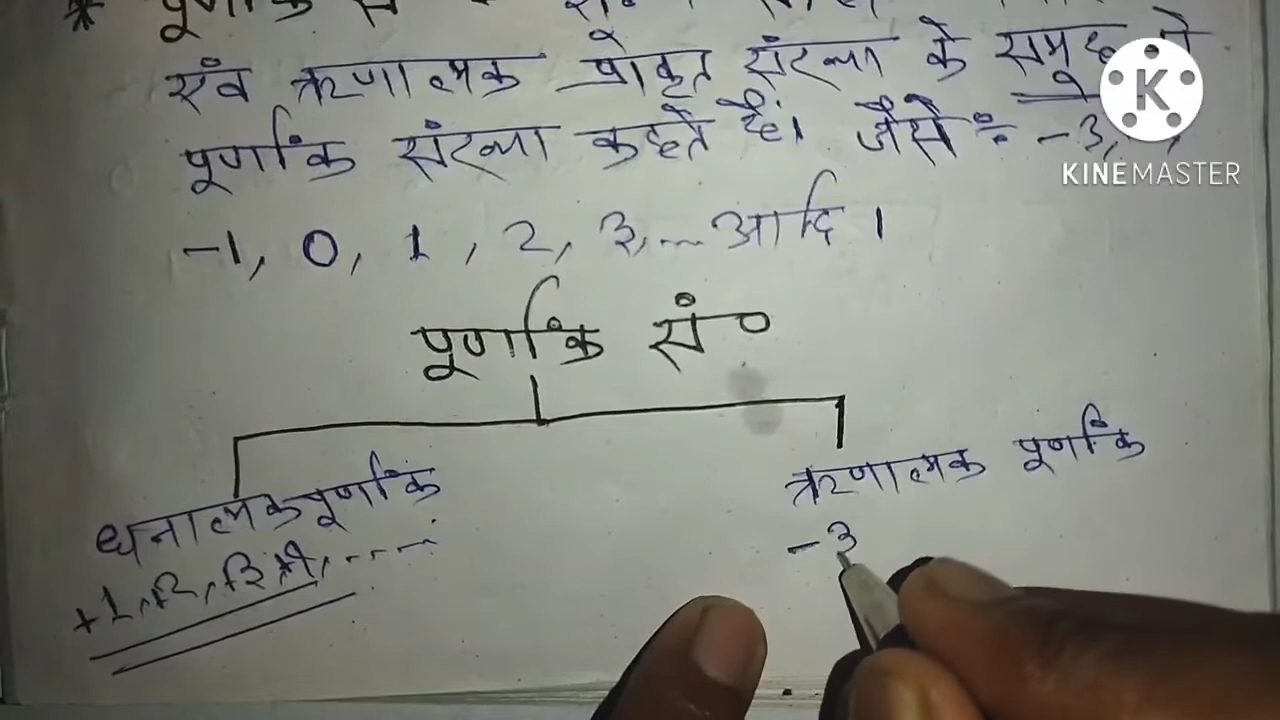 * पूर्णांक सं
एंव ऋणात्मक प्राकृत संख्या के समूह
पूर्णांक संख्या कहते हैं। जैसे ÷ -3,
-1, 0, 1, 2, 3,... आदि।
पूर्णांक सं०
धनात्मक पूर्णांक
ऋणात्मक पूर्णांक
+1, +2, +3, +4, .....
-3
K
KINEMASTER